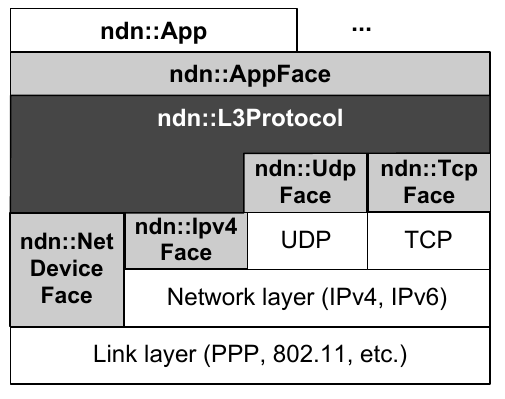 ndn::App
...
ndn::AppFace
ndn::L3Protocol
ndn::Udp
Face
ndn::Tcp
Face
ndn::Net
Device
Face
ndn::Ipv4
Face
UDP
TCP
Network layer (IPv4, IPv6)
Link layer (PPP, 802.11, etc.)